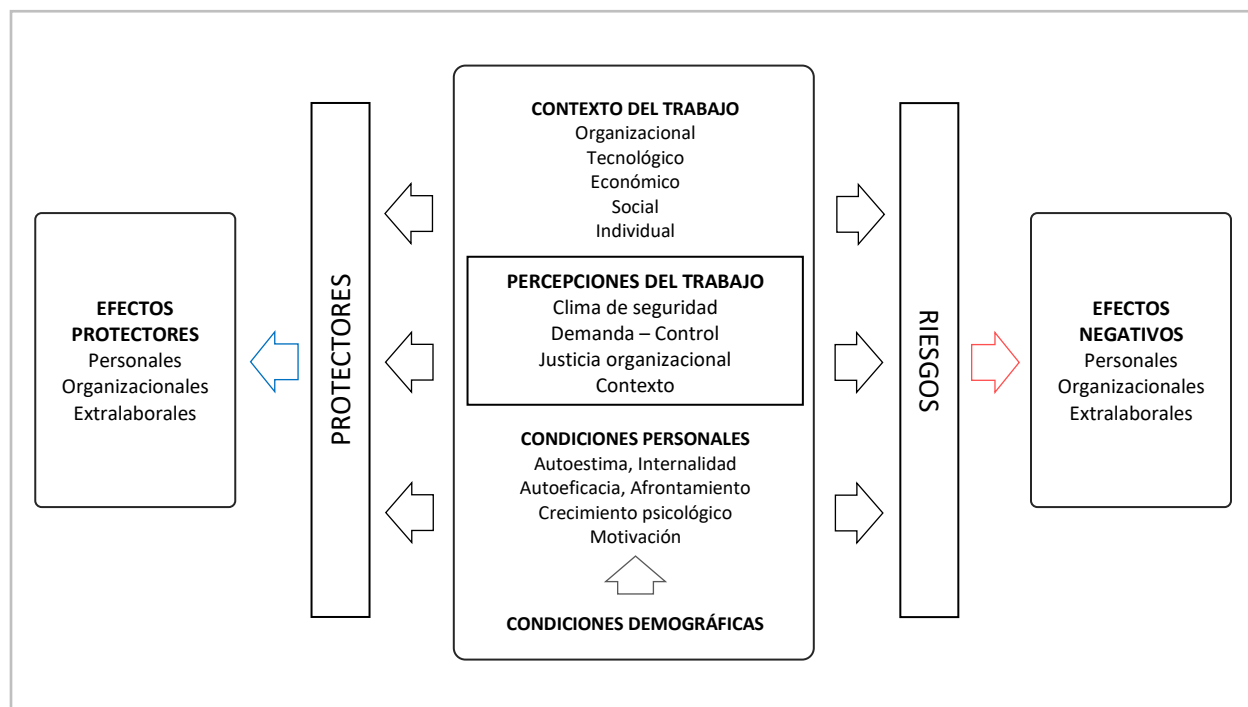 EFECTOS
PROTECTORES
Personales
Organizacionales
Extralaborales
PROTECTORES
CONTEXTO DEL TRABAJO
Organizacional
Tecnológico
Económico
Social
Individual
PERCEPCIONES DEL TRABAJO
Clima de seguridad
Demanda – Control
Justicia organizacional
Contexto
CONDICIONES PERSONALES
Autoestima, Internalidad
Autoeficacia, Afrontamiento
Crecimiento psicológico
Motivación
CONDICIONES DEMOGRÁFICAS
RIESGOS
EFECTOS
NEGATIVOS
Personales
Organizacionales
Extralaborales